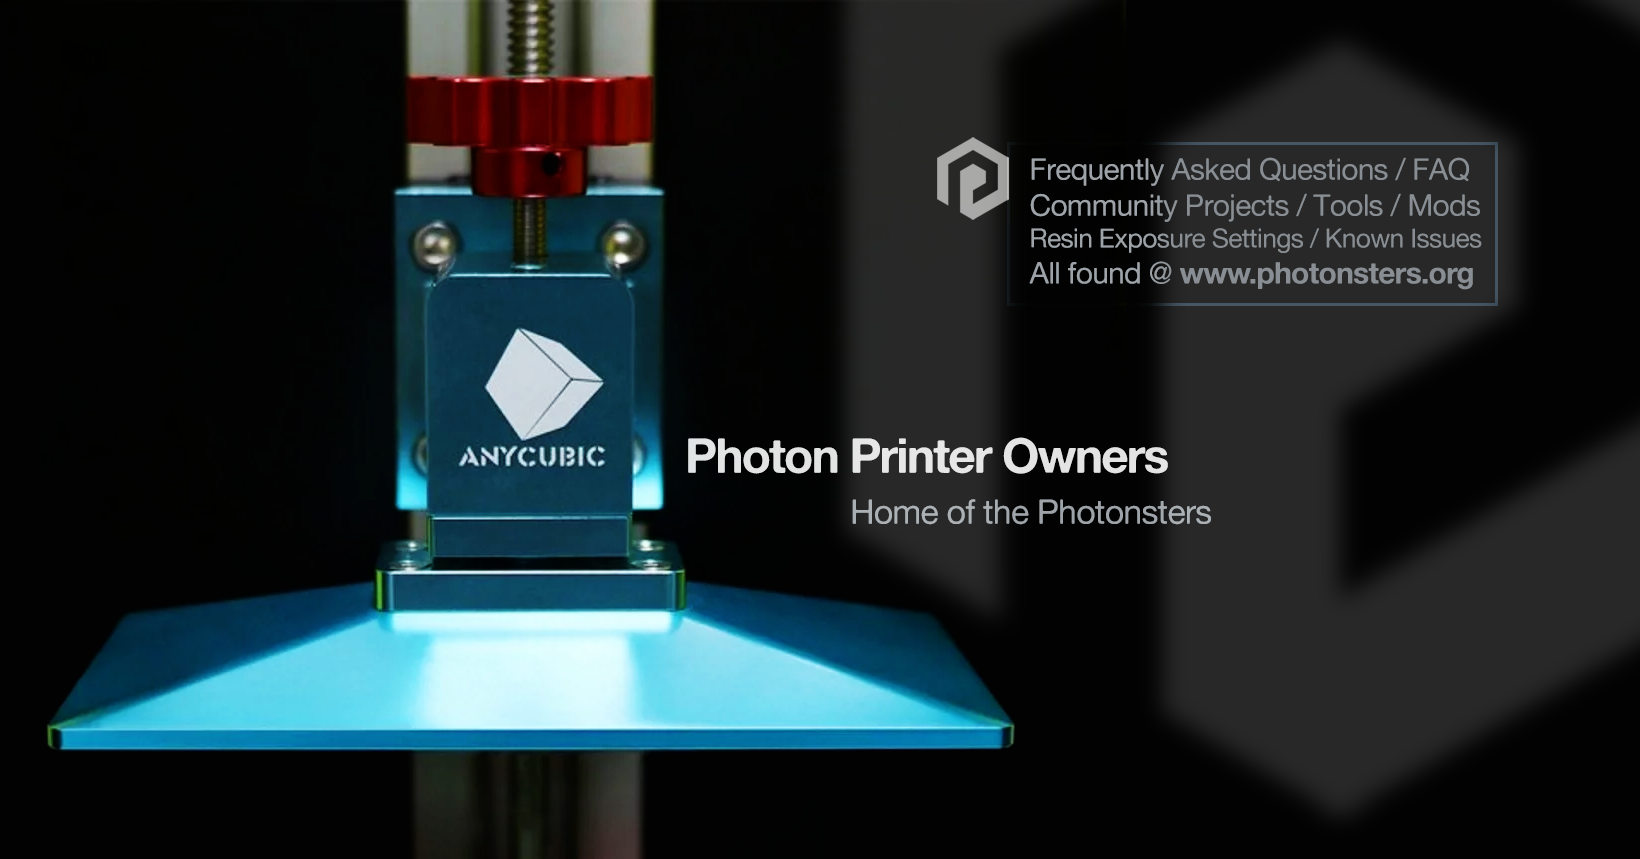 Frequently Asked Questions / FAQ
Community Projects / Tools / Mods
Resin Exposure Settings / Known Issues
All found @ www.photonsters.org
ANYCUBIC
Photon Printer Owners
Home of the Photonsters